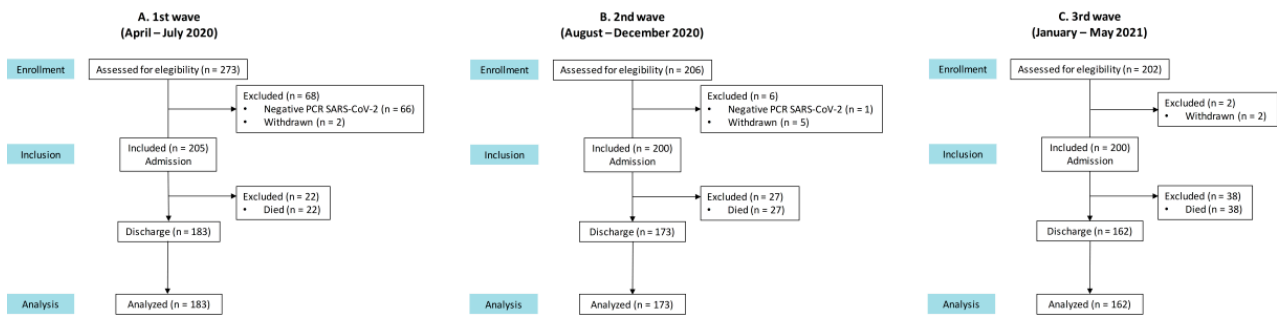 A. 1st wave
(April – July 2020)
Enrollment
Assessed for elegibility (n = 273)
Excluded (n = 68)
• Negative PCR SARS-CoV-2 (n = 66)
• Withdrawn (n = 2)
Inclusion
Included (n = 205)
Admission
Excluded (n = 22)
• Died (n = 22)
Discharge (n = 183)
Analysis
Analyzed (n = 183)
B. 2nd wave
(August – December 2020)
Enrollment
Assessed for elegibility (n = 206)
Excluded (n = 6)
• Negative PCR SARS-CoV-2 (n = 1)
• Withdrawn (n = 5)
Inclusion
Included (n = 200)
Admission
Excluded (n = 27)
• Died (n = 27)
Discharge (n = 173)
Analysis
Analyzed (n = 173)
C. 3rd wave
(January – May 2021)
Enrollment
Assessed for elegibility (n = 202)
Excluded (n = 2)
• Withdrawn (n = 2)
Inclusion
Included (n = 200)
Admission
Excluded (n = 38)
• Died (n = 38)
Discharge (n = 162)
Analysis
Analyzed (n = 162)